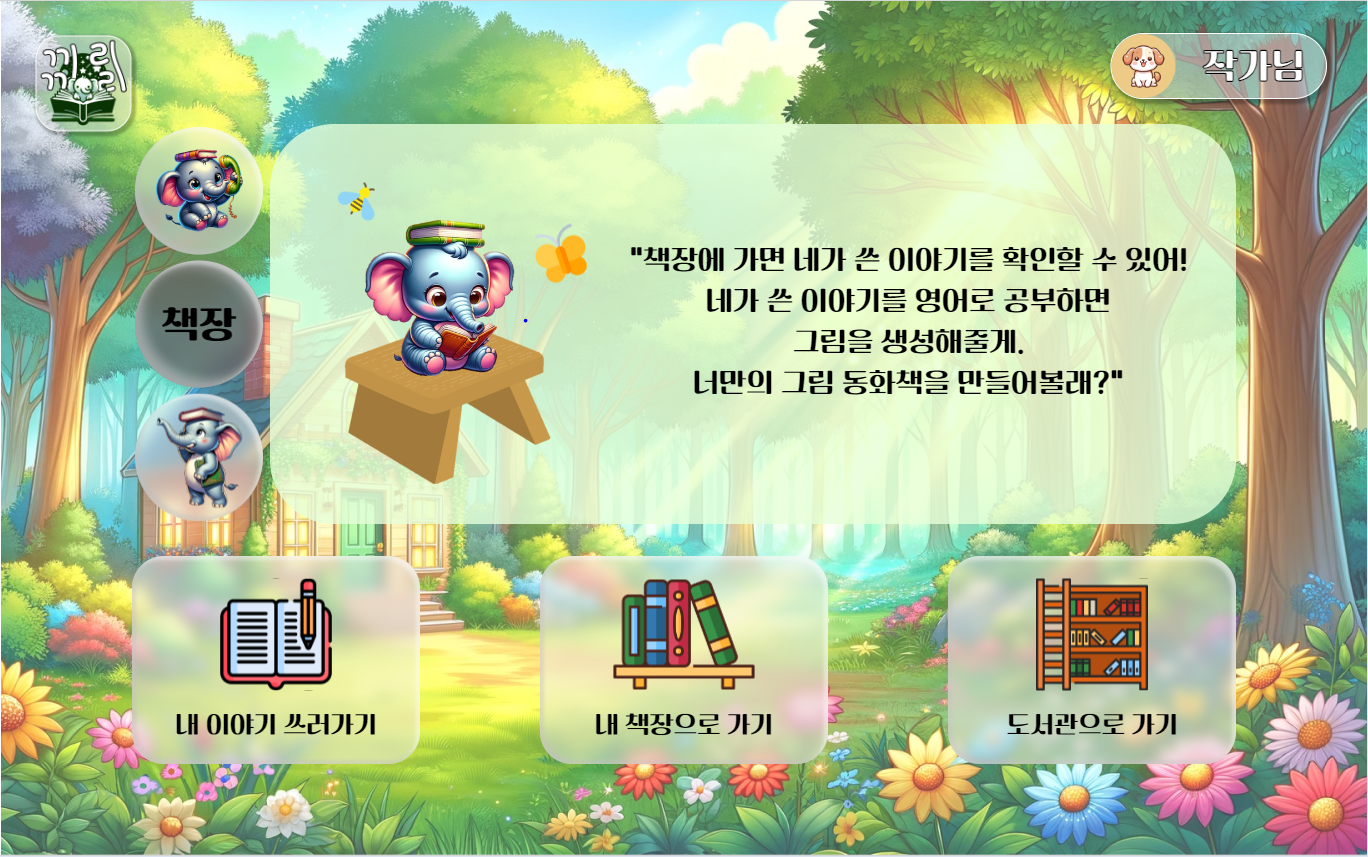 끼리
꼬리
작가님
책장
"책장에 가면 네가 쓴 이야기를 확인할 수 있어!
네가 쓴 이야기를 영어로 공부하면
그림을 생성해줄게.
너만의 그림 동화책을 만들어볼래?"
내 이야기 쓰러가기
내 책장으로 가기
도서관으로 가기